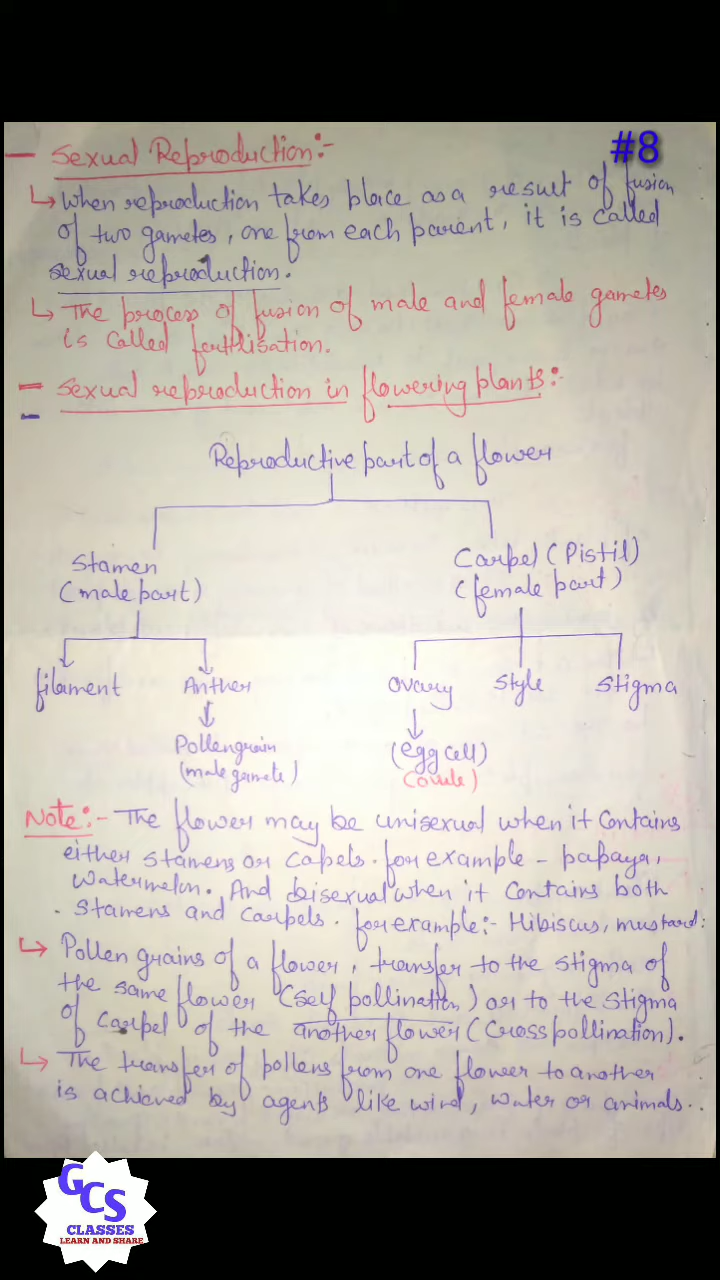 #8
— Sexual Reproduction:-
↳ When reproduction takes place as a result of fusion
of two gametes, one from each parent, it is called
sexual reproduction.
↳ The process of fusion of male and female gametes
is called fertilisation.
— Sexual reproduction in flowering plants:-
Reproductive part of a flower
Stamen Carpel (Pistil)
(male part) (female part)
filament Anther Ovary Style Stigma
Pollengrain (egg cell)
(male gamete) (ovule)
Note:- The flower may be unisexual when it contains
either stamens or capels. for example - papaya,
watermelon. And bisexual when it contains both
stamens and carpels. for example:- Hibiscus, mustard.
↳ Pollen grains of a flower, transfer to the stigma of
the same flower (self pollination) or to the stigma
of carpel of the another flower (Cross pollination).
↳ The transfer of pollens from one flower to another
is achieved by agents like wind, water or animals..
GCS
CLASSES
LEARN AND SHARE